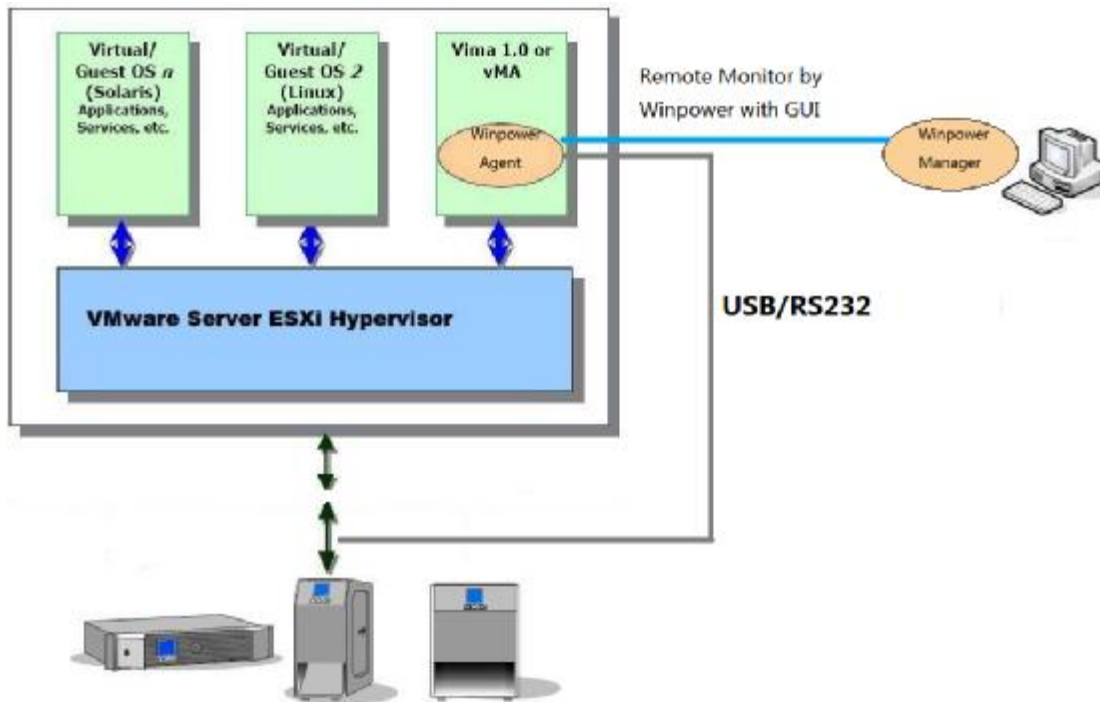 Virtual/
Guest OS n
(Solaris)
Applications,
Services, etc.
Virtual/
Guest OS 2
(Linux)
Applications,
Services, etc.
Vima 1.0 or
vMA
Winpower
Agent
Remote Monitor by
Winpower with GUI
Winpower
Manager
VMware Server ESXi Hypervisor
USB/RS232